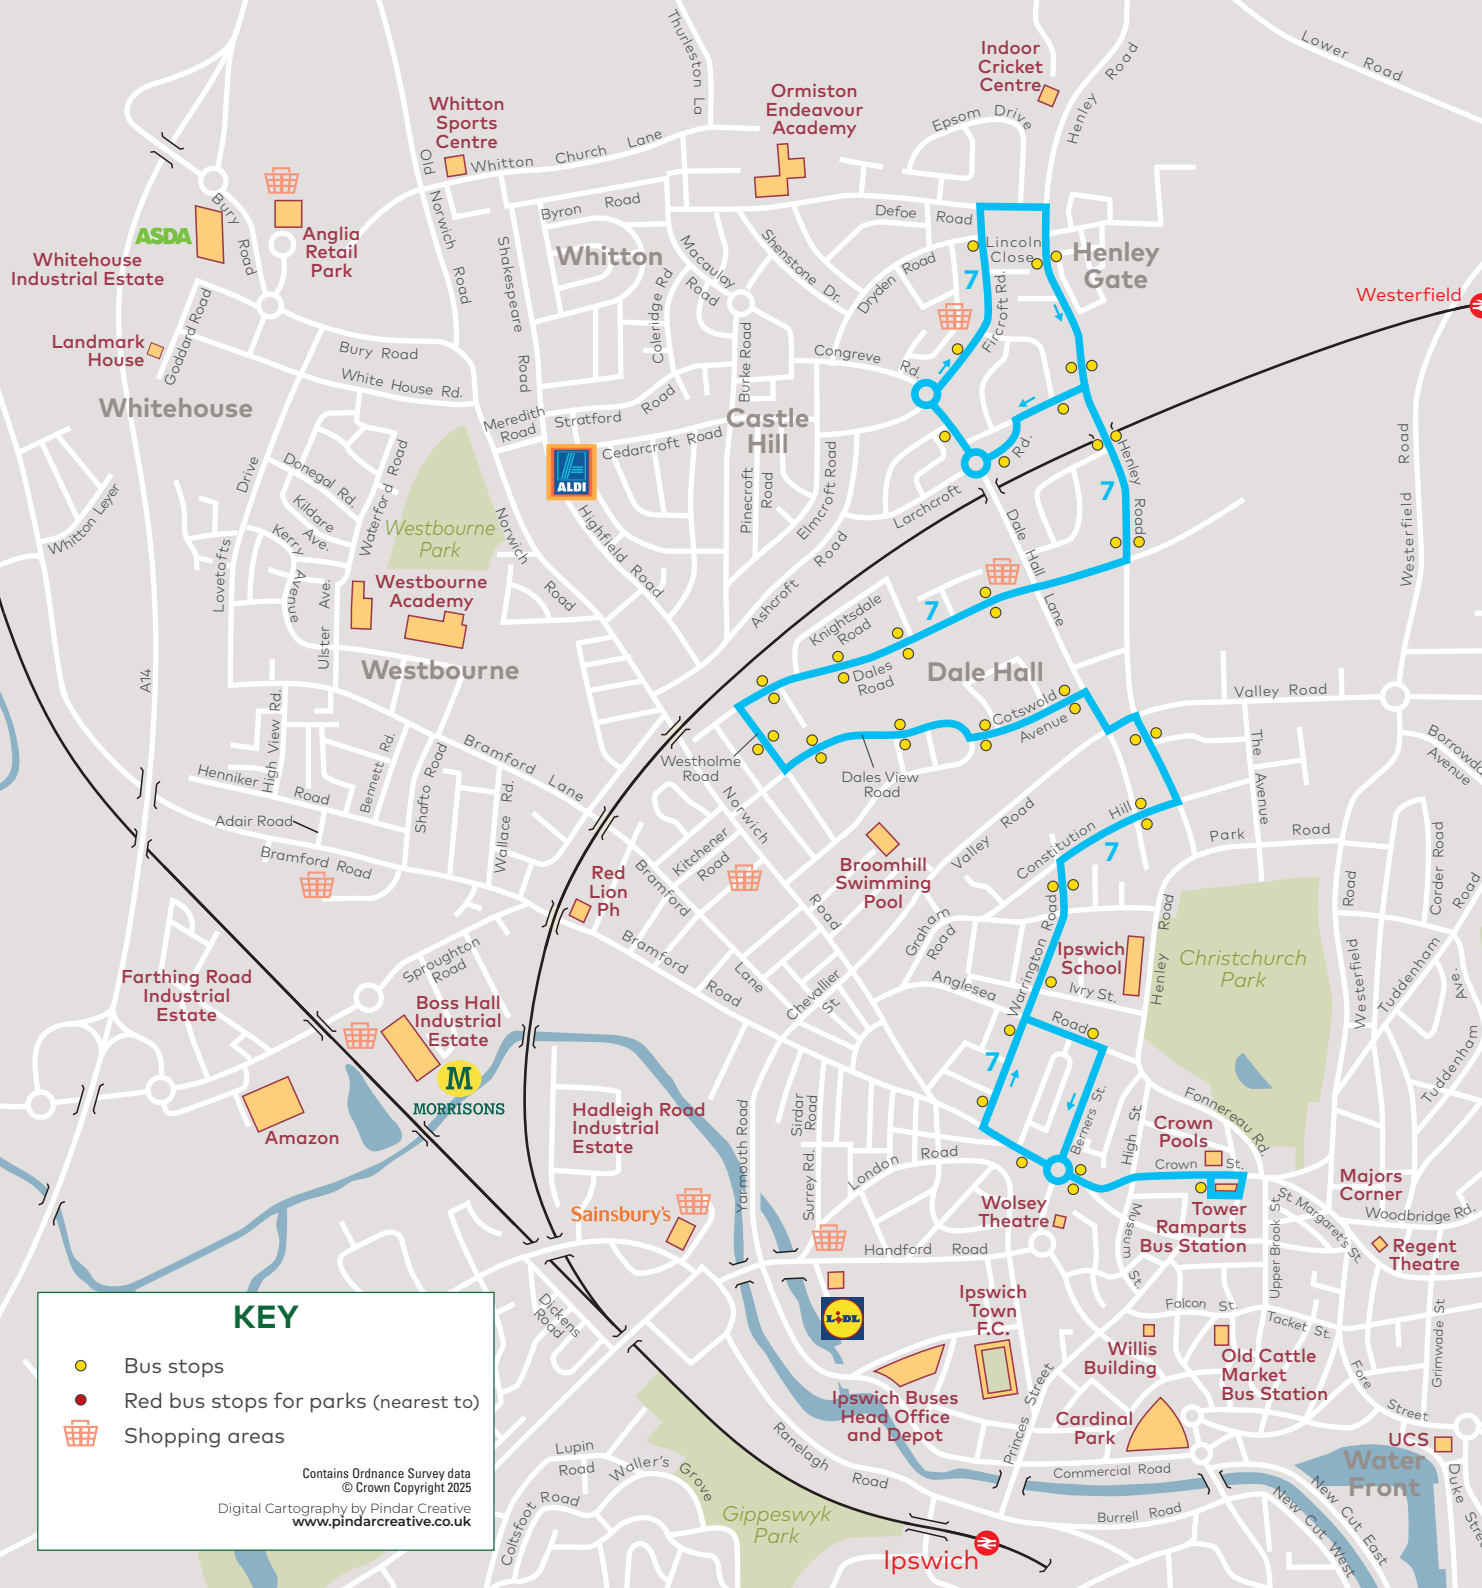 Thurleston La
Lower Road
Indoor
Cricket
Centre
Henley Road
Epsom Drive
Ormiston
Endeavour
Academy
Whitton
Sports
Centre
Old
Norwich
Road
Whitton Church Lane
Byron Road
Whitton
Shakespeare
Road
Macaulay
Road
Shenstone Dr.
Coleridge Rd
Defoe Road
Lincoln
Close
Henley
Gate
Dryden Road
7
Fircroft Rd.
Westerfield
Bury
Road
ASDA
Anglia
Retail
Park
Whitehouse
Industrial Estate
Landmark
House
Goddard Road
Bury Road
White House Rd.
Whitehouse
Meredith
Road
Stratford Road
Burke Road
Congreve Rd.
Castle
Hill
Cedarcroft Road
ALDI
Pinecroft
Road
Elmcroft Road
Larchcroft
Road
Rd.
Henley
Road
7
Dale Hall
Lane
Westerfield
Road
Whitton Leyer
Drive
Lovetofts
Donegal Rd.
Kildare
Ave.
Kerry
Avenue
Waterford Road
Ulster Ave.
Westbourne
Park
Westbourne
Academy
Westbourne
Norwich
Road
Highfield Road
Ashcroft
Knightsdale
Road
7
Dales
Road
Dale Hall
Cotswold
Avenue
Westholme
Road
Dales View
Road
Valley Road
The
Avenue
Borrowd
Avenue
A14
High View Rd.
Bennett Rd.
Shafto Road
Wallace Rd.
Bramford Lane
Henniker
Road
Adair Road
Bramford Road
Norwich
Road
Kitchener
Road
Bramford
Lane
Red
Lion
Ph
Bramford
Road
Broomhill
Swimming
Pool
Valley Road
Constitution Hill
7
Park Road
Graham
Road
Warrington Road
Ipswich
School
Ivry St.
Henley Road
Christchurch
Park
Road
Westerfield
Corder Road
Road
Tuddenham
Ave.
Tuddenham
Anglesea
Road
Chevallier
St.
Farthing Road
Industrial
Estate
Sproughton
Road
Boss Hall
Industrial
Estate
M
MORRISONS
Amazon
Hadleigh Road
Industrial
Estate
Yarmouth Road
Sirdar
Road
Surrey Rd.
London Road
7
Berners St.
High St.
Fonnereau Rd.
Crown
Pools
Crown St.
Wolsey
Theatre
Museum
St.
Tower
Ramparts
Bus Station
Upper Brook St.
St Margaret's St.
Majors
Corner
Woodbridge Rd.
Regent
Theatre
Sainsbury's
Handford Road
LIDL
Dickens
Road
Ipswich
Town
F.C.
Falcon St.
Tacket St.
Willis
Building
Old Cattle
Market
Bus Station
Grimwade St
Fore
Street
Ipswich Buses
Head Office
and Depot
Princes Street
Cardinal
Park
UCS
Water
Front
Duke Stre
Ranelagh
Road
Commercial Road
Burrell Road
New Cut West
New Cut East
Lupin
Road
Waller's
Grove
Coltsfoot Road
Gippeswyk
Park
Ipswich
KEY
Bus stops
Red bus stops for parks (nearest to)
Shopping areas
Contains Ordnance Survey data
© Crown Copyright 2025
Digital Cartography by Pindar Creative
www.pindarcreative.co.uk